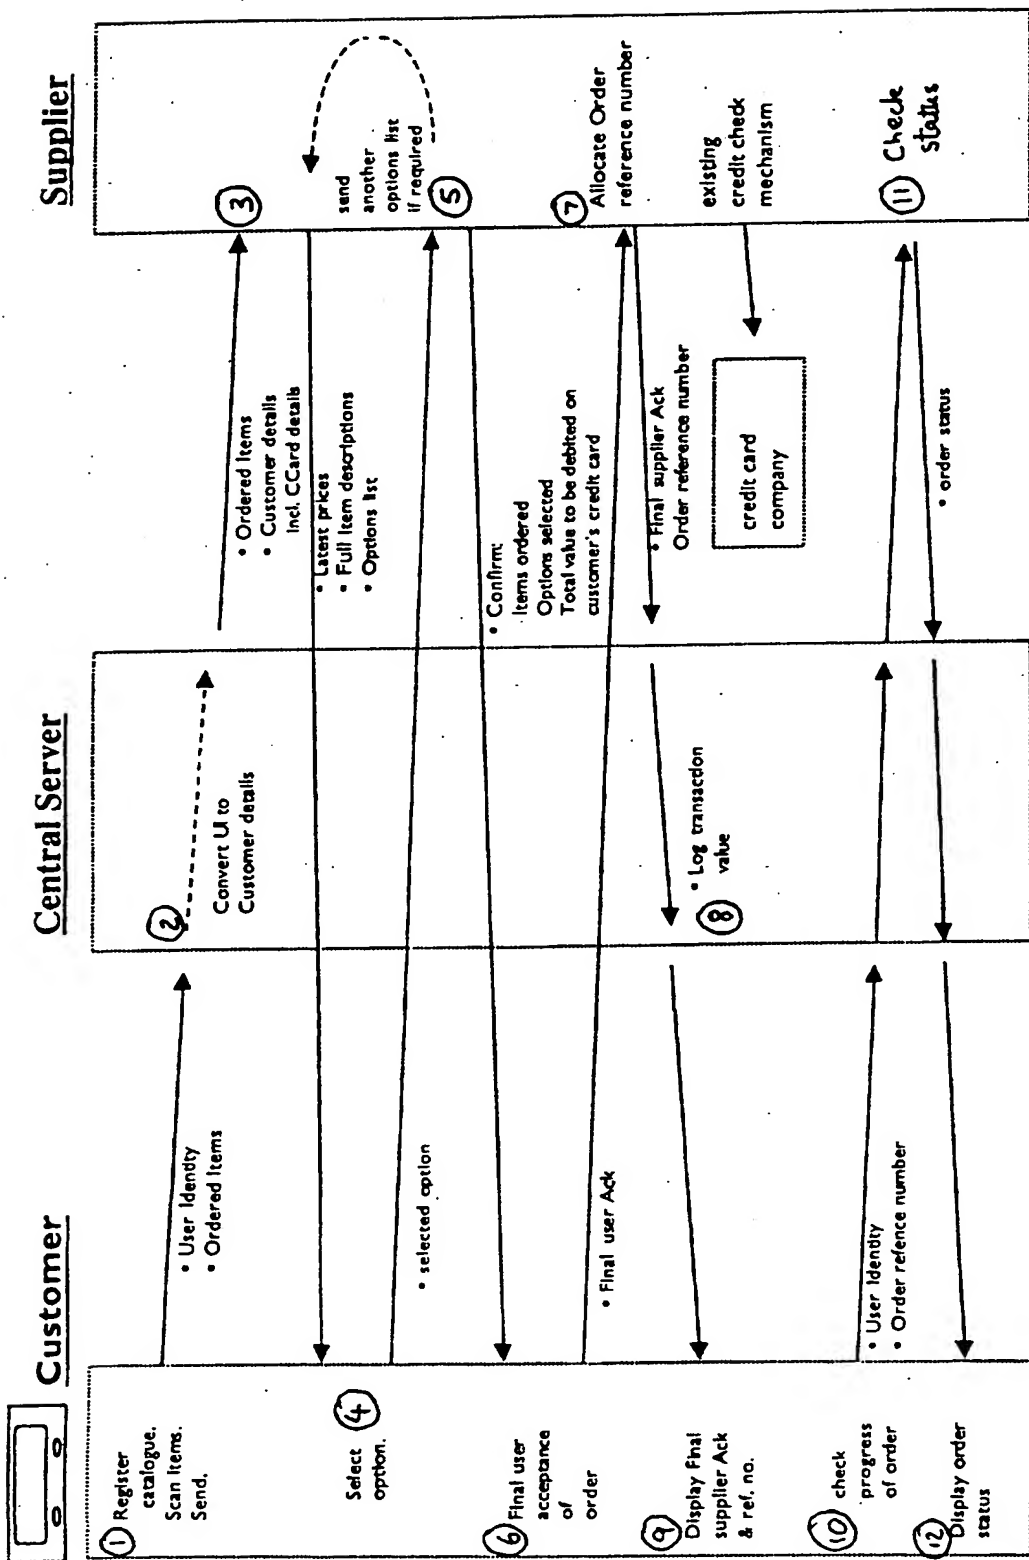 Customer
Central Server
Supplier
1 Register
catalogue.
Scan Items.
Send.
• User Identity
• Ordered Items
2
Convert UI to
Customer details
• Ordered Items
• Customer details
Incl. CCard details
3
• Latest prices
• Full Item descriptions
• Options list
send
another
options list
if required
Select 4
option.
• selected option
5
• Confirm:
Items ordered
Options selected
Total value to be debited on
customer's credit card
6 Final user
acceptance
of
order
• Final user Ack
7
Allocate Order
reference number
• Final supplier Ack
Order reference number
existing
credit check
mechanism
credit card
company
• Log transaction
value
8
9
Display Final
supplier Ack
& ref. no.
10 check
progress
of order
• User Identity
• Order refence number
11 Check
status
• order status
12 Display order
status